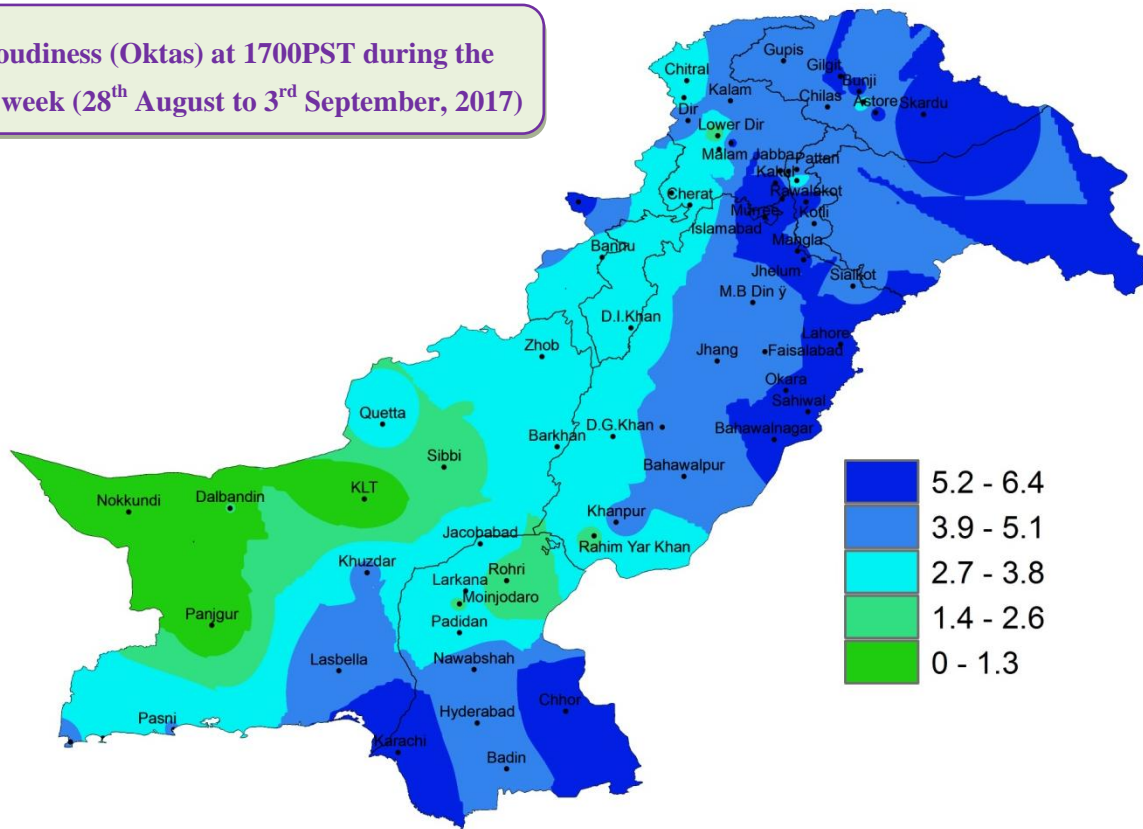 oudiness (Oktas) at 1700PST during the
week (28th August to 3rd September, 2017)
Gupis
Gilgit
Chitral
Bunji
Kalam
Chilas
Astore
Skardu
Dir
Lower Dir
Malam Jabba
Pattan
Kakul
Cherat
Rawalakot
Murree
Kotli
Islamabad
Bannu
Mangla
Jhelum
Sialkot
M.B Din ÿ
D.I.Khan
Lahore
Zhob
Jhang
Faisalabad
Okara
Sahiwal
Quetta
D.G.Khan
Barkhan
Bahawalnagar
Sibbi
Bahawalpur
KLT
Nokkundi
Dalbandin
Khanpur
Jacobabad
Rahim Yar Khan
Khuzdar
Rohri
Larkana
Moinjodaro
Panjgur
Padidan
Lasbella
Nawabshah
Chhor
Pasni
Hyderabad
Karachi
Badin
5.2 - 6.4
3.9 - 5.1
2.7 - 3.8
1.4 - 2.6
0 - 1.3